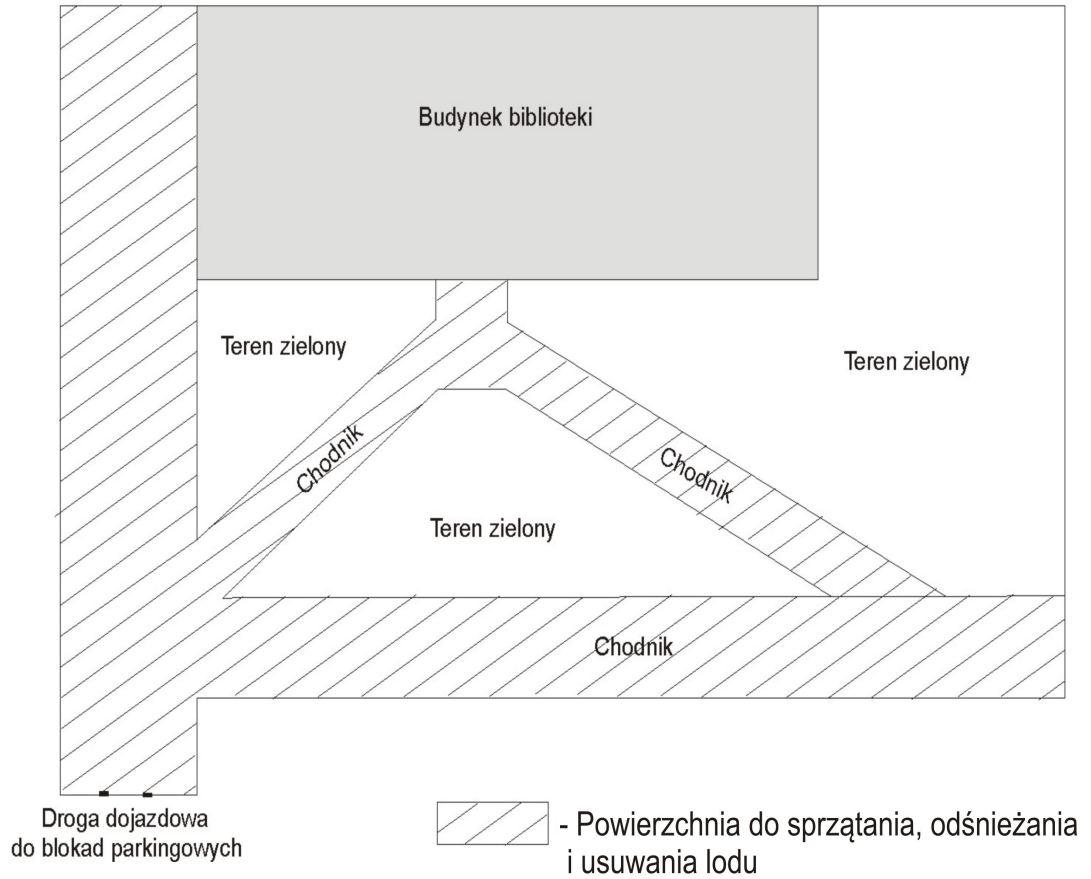 Budynek biblioteki
Teren zielony
Teren zielony
Chodnik
Chodnik
Teren zielony
Chodnik
Droga dojazdowa
do blokad parkingowych
- Powierzchnia do sprzątania, odśnieżania
i usuwania lodu